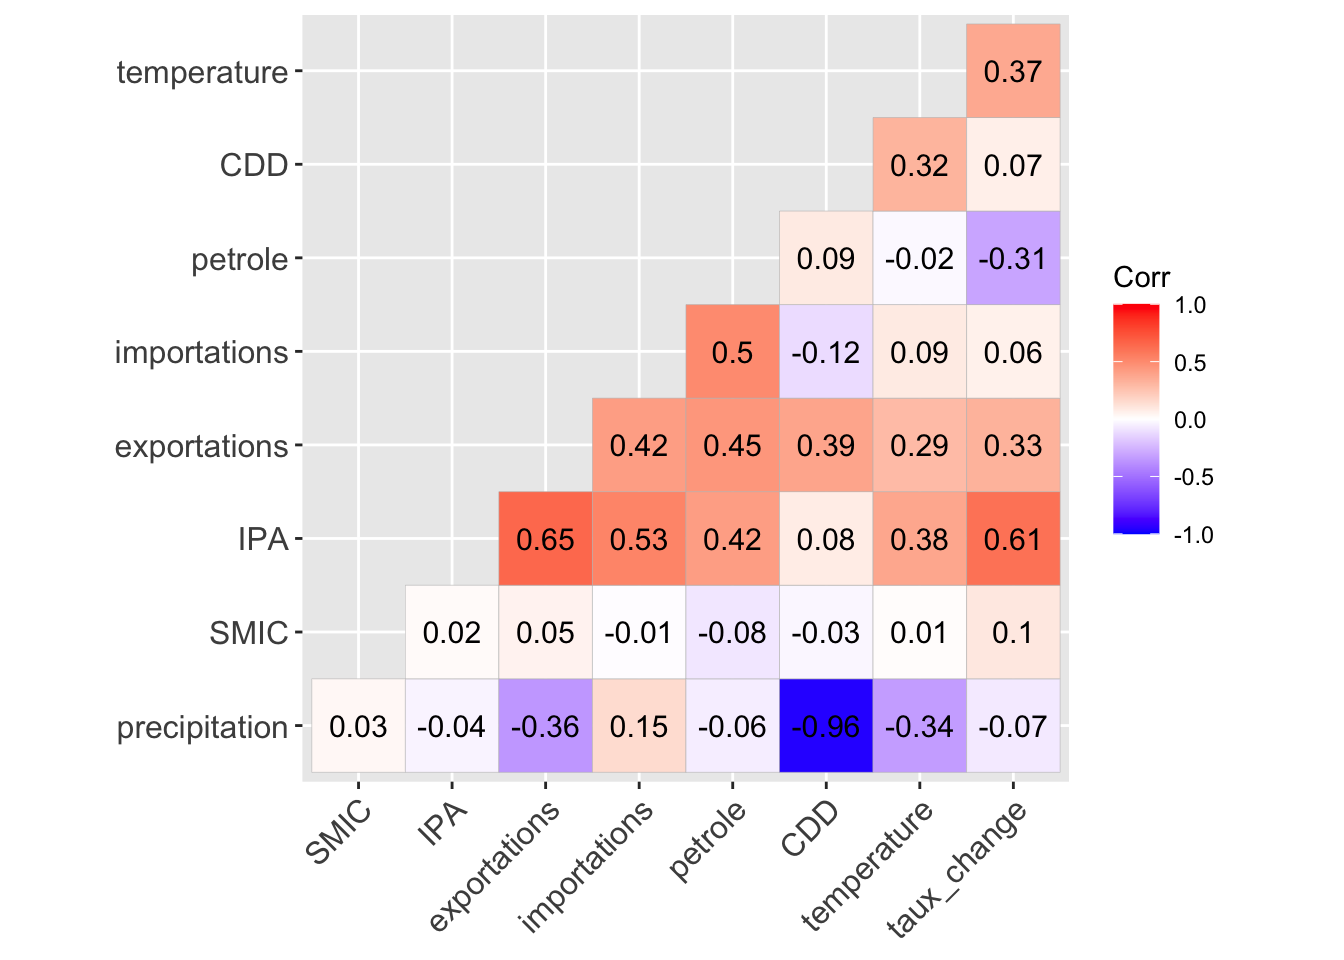 temperature 0.37
CDD 0.32 0.07
petrole 0.09 -0.02 -0.31
importations 0.5 -0.12 0.09 0.06
exportations 0.42 0.45 0.39 0.29 0.33
IPA 0.65 0.53 0.42 0.08 0.38 0.61
SMIC 0.02 0.05 -0.01 -0.08 -0.03 0.01 0.1
precipitation 0.03 -0.04 -0.36 0.15 -0.06 -0.96 -0.34 -0.07
SMIC IPA exportations importations petrole CDD temperature taux_change
Corr
1.0
0.5
0.0
-0.5
-1.0